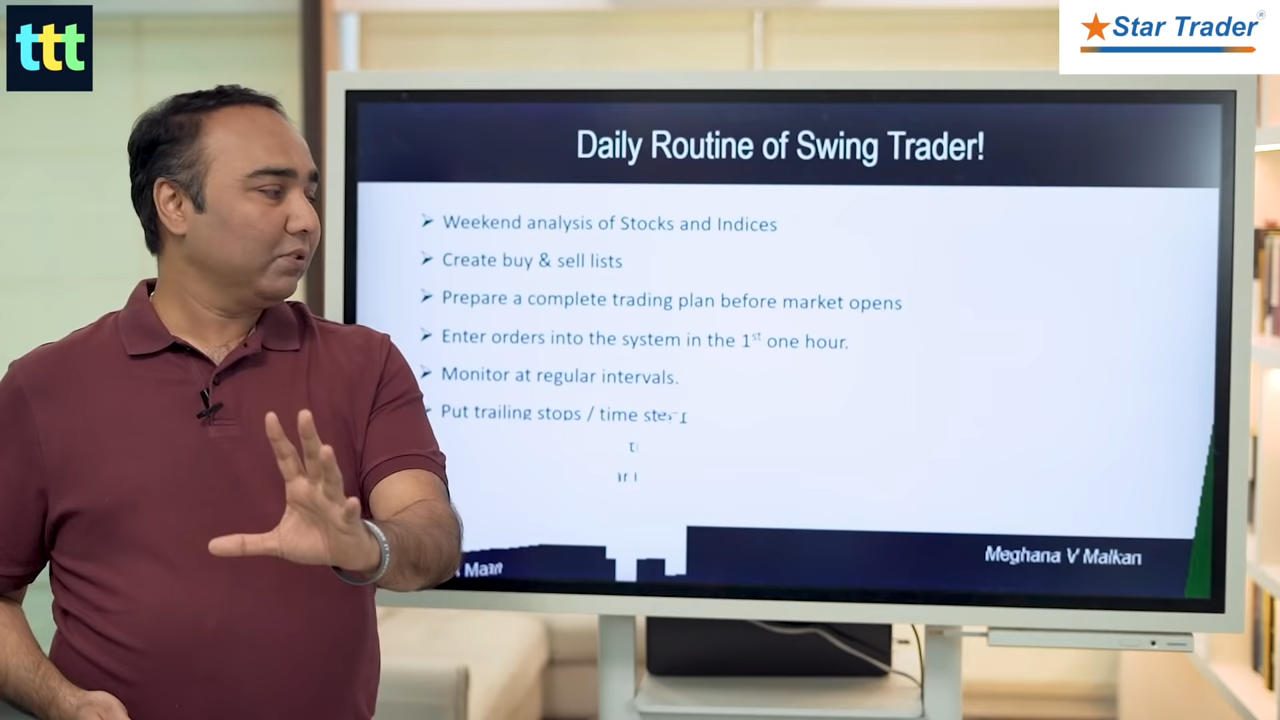 ttt
Star Trader®
Daily Routine of Swing Trader!
➢ Weekend analysis of Stocks and Indices
➢ Create buy & sell lists
➢ Prepare a complete trading plan before market opens
➢ Enter orders into the system in the 1st one hour.
➢ Monitor at regular intervals.
Put trailing stops / time
Meghana V Malkan